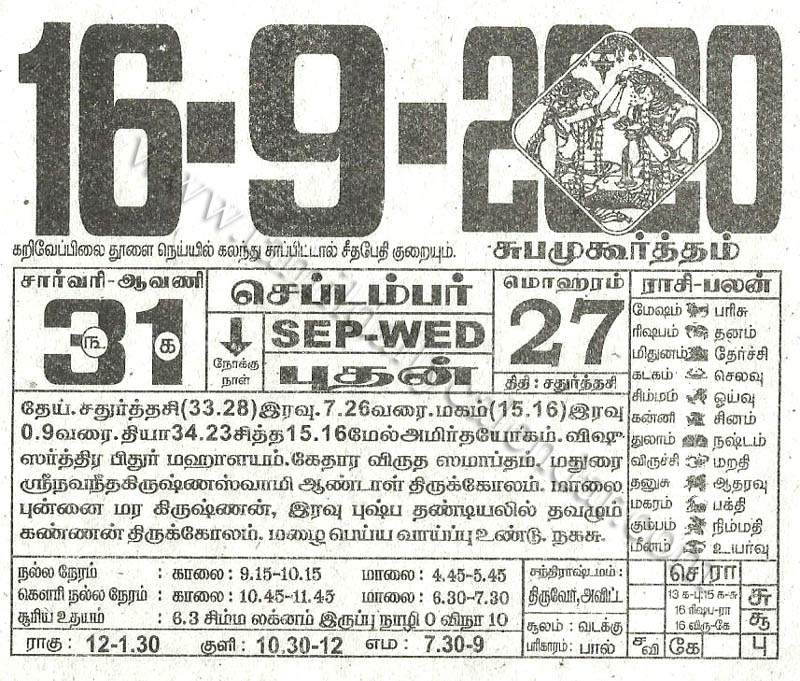 16-9-2020
கறிவேப்பிலை தூளை நெய்யில் கலந்து சாப்பிட்டால் சீதபேதி குறையும்.
சுபமுகூர்த்தம்
சார்வரி-ஆவணி
31
ந.
க
நோக்கு
நாள்
செப்டம்பர்
SEP-WED
புதன்
மொஹரம்
27
திதி : சதுர்த்தசி
தேய். சதுர்த்தசி(33.28)இரவு.7.26வரை.மகம்(15.16)இரவு
0.9வரை.தியா34.23சித்த15.16மேல்அமிர்தயோகம். விஷு
ஸர்த்திர பிதுர் மஹாளயம்.கேதார விருத ஸமாப்தம். மதுரை
ஸ்ரீநவநீதகிருஷ்ணஸ்வாமி ஆண்டாள் திருக்கோலம். மாலை
புன்னை மர கிருஷ்ணன், இரவு புஷ்ப தண்டியலில் தவழும்
கண்ணன் திருக்கோலம். மழை பெய்ய வாய்ப்பு உண்டு. நசுசு.
ராசி-பலன்
மேஷம் பரிசு
ரிஷபம் தனம்
மிதுனம் தேர்ச்சி
கடகம் செலவு
சிம்மம் ஓய்வு
கன்னி சினம்
துலாம் நஷ்டம்
விருச்சி மறதி
தனுசு ஆதரவு
மகரம் பக்தி
கும்பம் நிம்மதி
மீனம் உயர்வு
நல்ல நேரம் : காலை : 9.15-10.15 மாலை : 4.45-5.45
கௌரி நல்ல நேரம் : காலை : 10.45-11.45 மாலை : 6.30-7.30
சூரிய உதயம் : 6.3 சிம்ம லக்னம் இருப்பு நாழி 0 விநா 10
ராகு : 12-1.30 குளி : 10.30-12 எம : 7.30-9
சந்திராஷ்டமம் :
திருவோ, அவிட்ட
சூலம் : வடக்கு
பரிகாரம் : பால்
செ ரா
13 க-பு 15 க-சு சு
16 ரிஷப-ரா
16 விரு-கே சூ
சவி கே பு